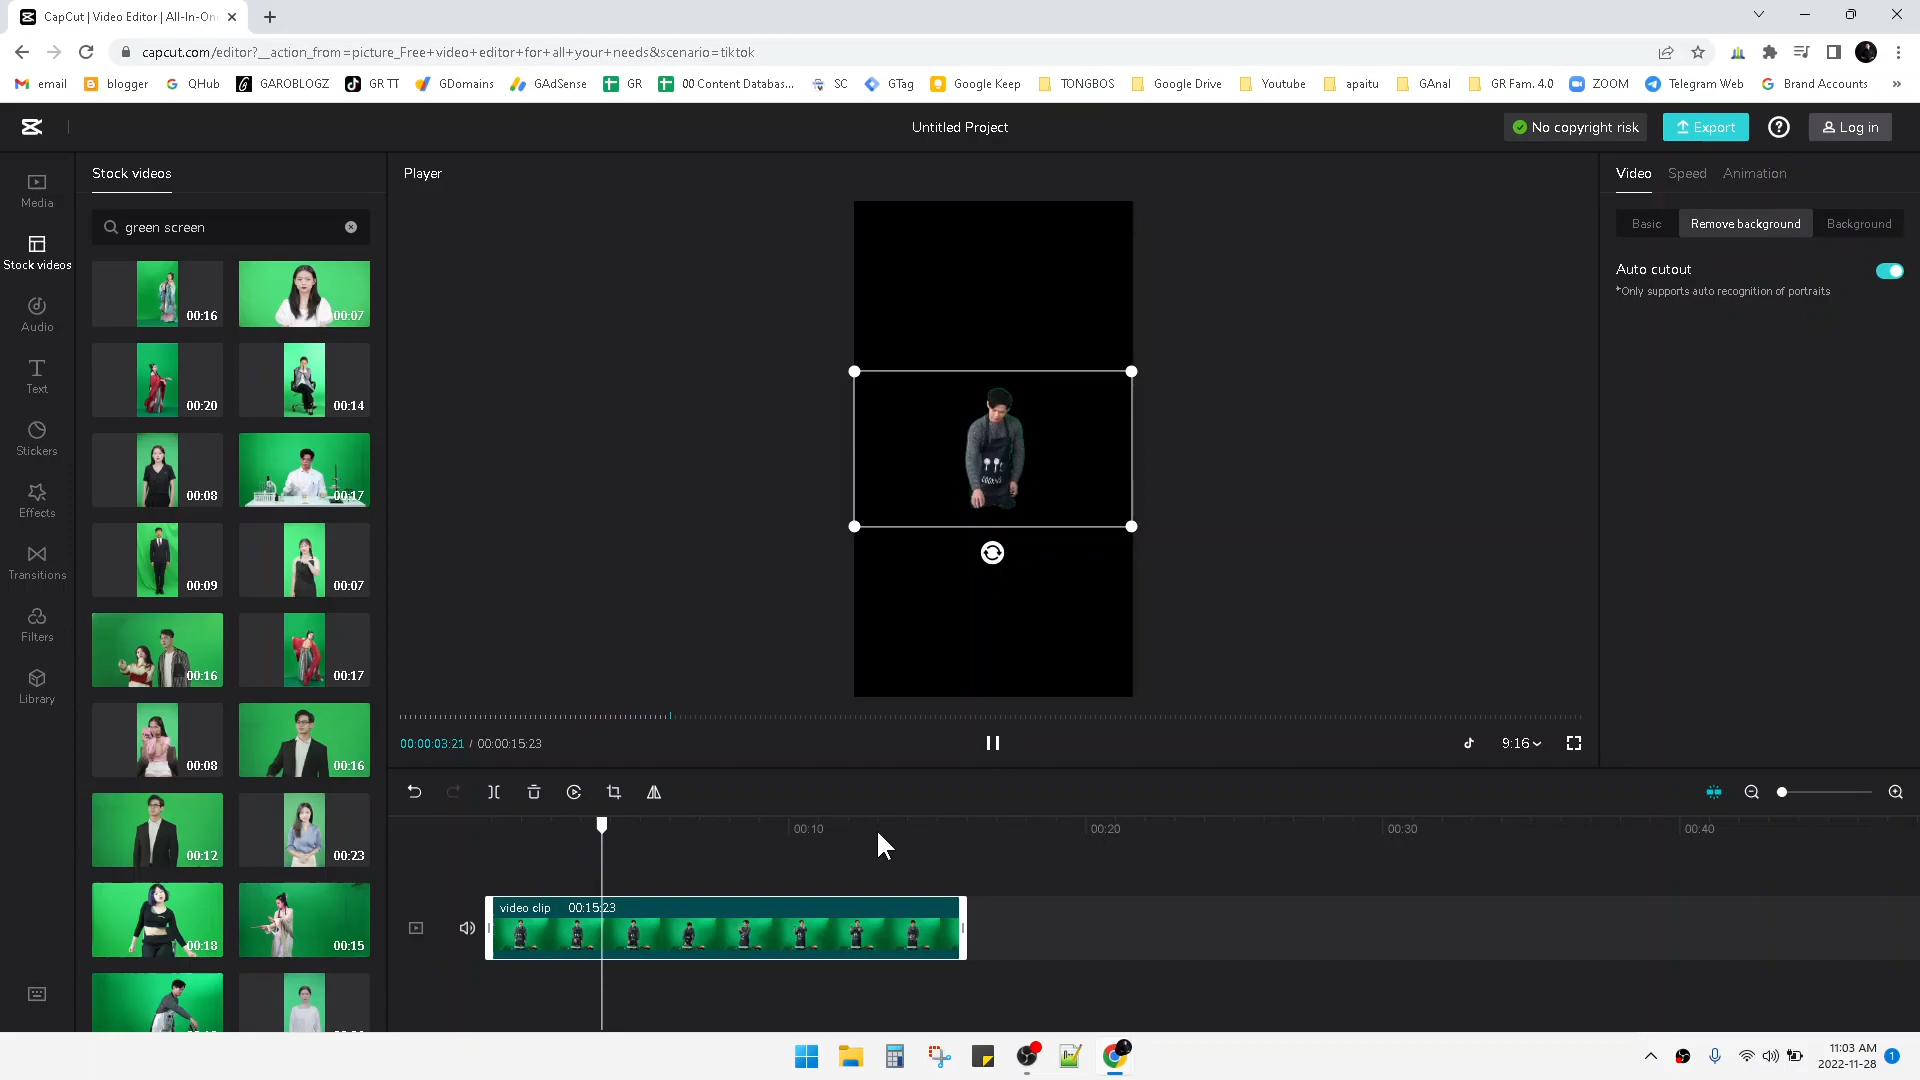 CapCut | Video Editor | All-In-On
capcut.com/editor?__action_from=picture_Free+video+editor+for+all+your+needs&scenario=tiktok
email
blogger
QHub
GAROBLOGZ
GR TT
GDomains
GAdSense
GR
00 Content Databas...
SC
GTag
Google Keep
TONGBOS
Google Drive
Youtube
apaitu
GAnal
GR Fam. 4.0
ZOOM
Telegram Web
Brand Accounts
»
Untitled Project
No copyright risk
Export
Log in
Media
Stock videos
Audio
Text
Stickers
Effects
Transitions
Filters
Library
Stock videos
green screen
00:16
00:07
00:20
00:14
00:08
00:17
00:09
00:07
00:16
00:17
00:08
00:16
00:12
00:23
00:18
00:15
Player
COOKING
00:00:03:21 / 00:00:15:23
9:16
Video
Speed
Animation
Basic
Remove background
Background
Auto cutout
*Only supports auto recognition of portraits
00:10
00:20
00:30
00:40
video clip 00:15:23
11:03 AM
2022-11-28
1